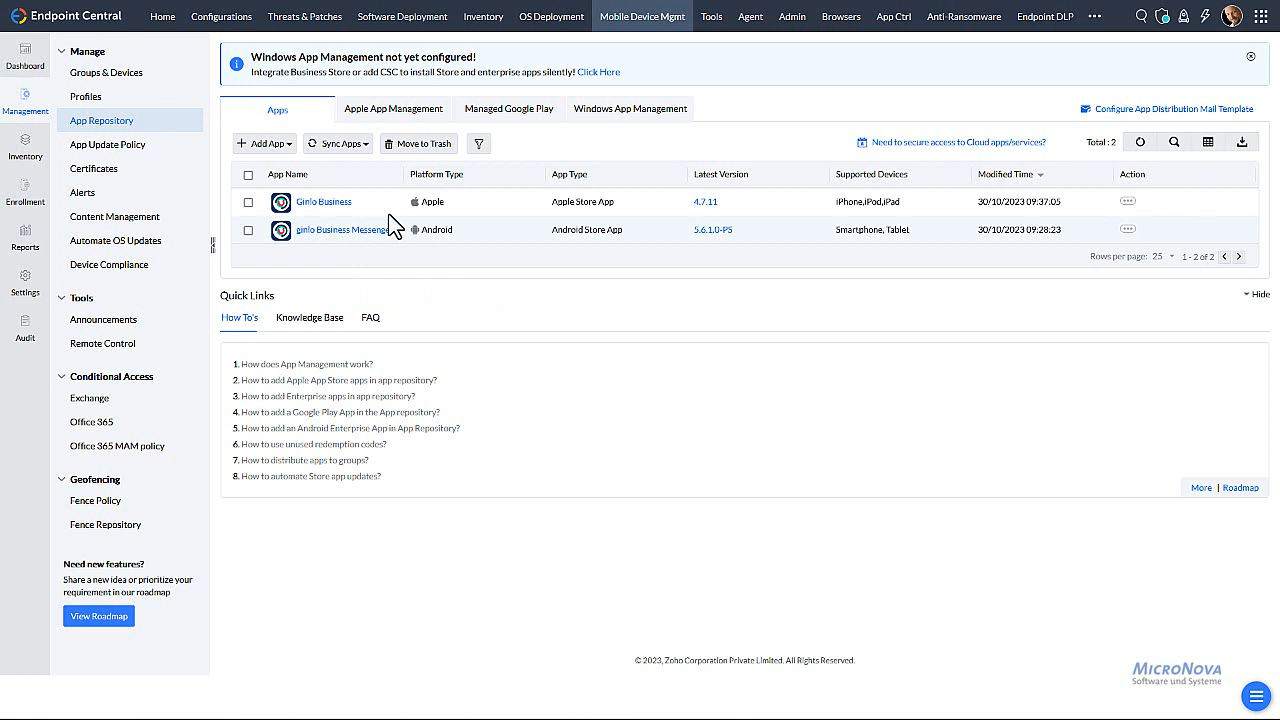 Endpoint Central
Home
Configurations
Threats & Patches
Software Deployment
Inventory
OS Deployment
Mobile Device Mgmt
Tools
Agent
Admin
Browsers
App Ctrl
Anti-Ransomware
Endpoint DLP
Dashboard
Management
Inventory
Enrollment
Reports
Settings
Audit
Manage
Groups & Devices
Profiles
App Repository
App Update Policy
Certificates
Alerts
Content Management
Automate OS Updates
Device Compliance
Tools
Announcements
Remote Control
Conditional Access
Exchange
Office 365
Office 365 MAM policy
Geofencing
Fence Policy
Fence Repository
Need new features?
Share a new idea or prioritize your
requirement in our roadmap
View Roadmap
Windows App Management not yet configured!
Integrate Business Store or add CSC to install Store and enterprise apps silently! Click Here
Apps
Apple App Management
Managed Google Play
Windows App Management
Configure App Distribution Mail Template
Add App
Sync Apps
Move to Trash
Need to secure access to Cloud apps/services?
Total : 2
App Name Platform Type App Type Latest Version Supported Devices Modified Time Action
Ginlo Business Apple Apple Store App 4.7.11 iPhone,iPod,iPad 30/10/2023 09:37:05
ginlo Business Messenge Android Android Store App 5.6.1.0-PS Smartphone, Tablet 30/10/2023 09:28:23
Rows per page: 25 1 - 2 of 2
Quick Links
Hide
How To's
Knowledge Base
FAQ
1. How does App Management work?
2. How to add Apple App Store apps in app repository?
3. How to add Enterprise apps in app repository?
4. How to add a Google Play App in the App repository?
5. How to add an Android Enterprise App in App Repository?
6. How to use unused redemption codes?
7. How to distribute apps to groups?
8. How to automate Store app updates?
More | Roadmap
© 2023, Zoho Corporation Private Limited. All Rights Reserved.
MICRONOVA
Software und Systeme